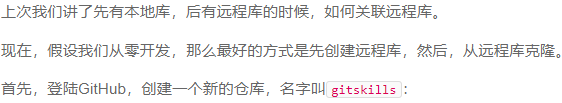 上次我们讲了先有本地库，后有远程库的时候，如何关联远程库。
现在，假设我们从零开发，那么最好的方式是先创建远程库，然后，从远程库克隆。
首先，登陆GitHub，创建一个新的仓库，名字叫gitskills：